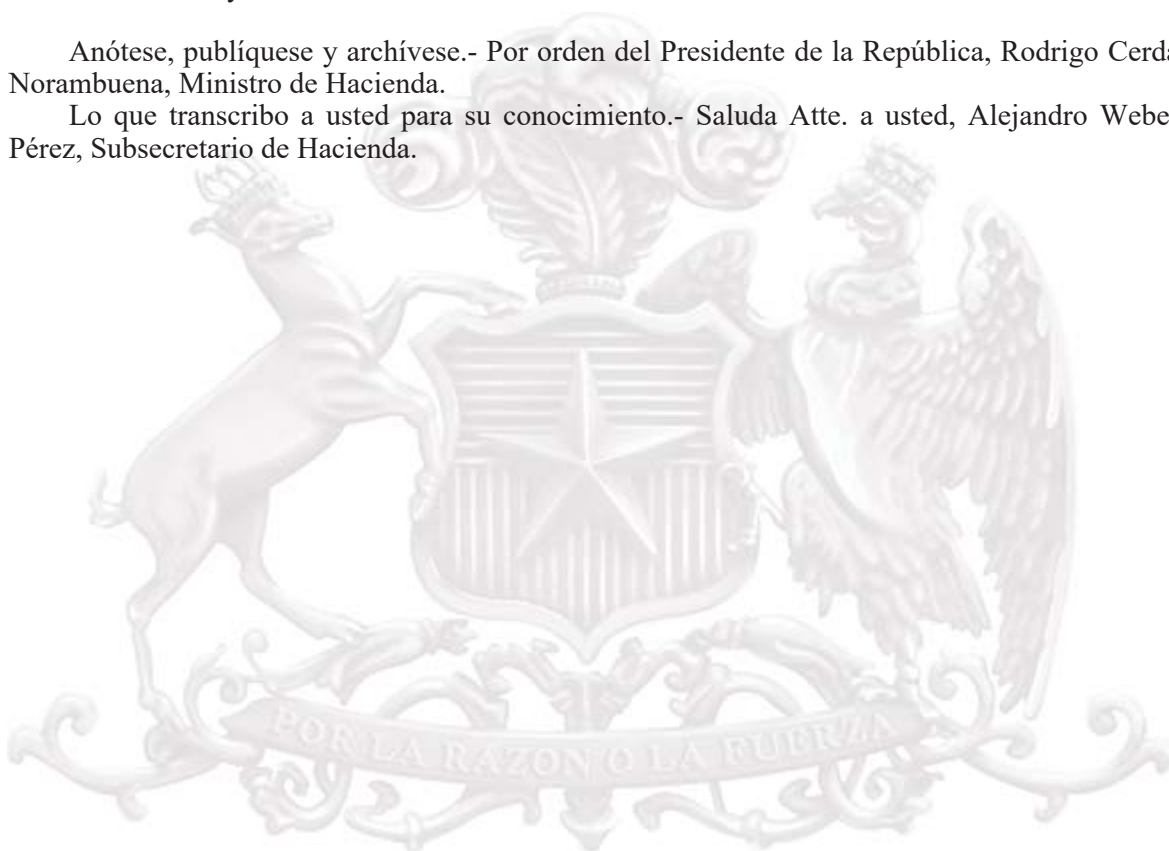 Anótese, publíquese y archívese.- Por orden del Presidente de la República, Rodrigo Cerda
Norambuena, Ministro de Hacienda.
Lo que transcribo a usted para su conocimiento.- Saluda Atte. a usted, Alejandro Webe
Pérez, Subsecretario de Hacienda.
POR LA RAZON O LA FUERZA